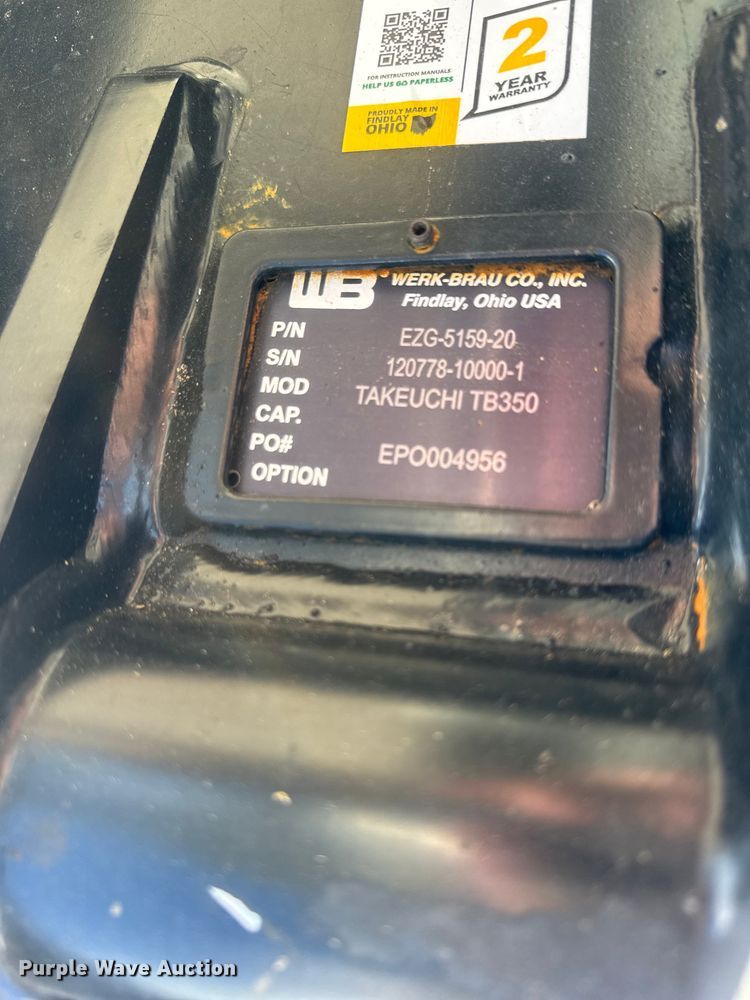 FOR INSTRUCTION MANUALS
HELP US GO PAPERLESS
PROUDLY MADE IN
FINDLAY
OHIO
2
YEAR
WARRANTY
WB WERK-BRAU CO., INC.
Findlay, Ohio USA
P/N EZG-5159-20
S/N 120778-10000-1
MOD TAKEUCHI TB350
CAP.
PO# EPO004956
OPTION
Purple Wave Auction